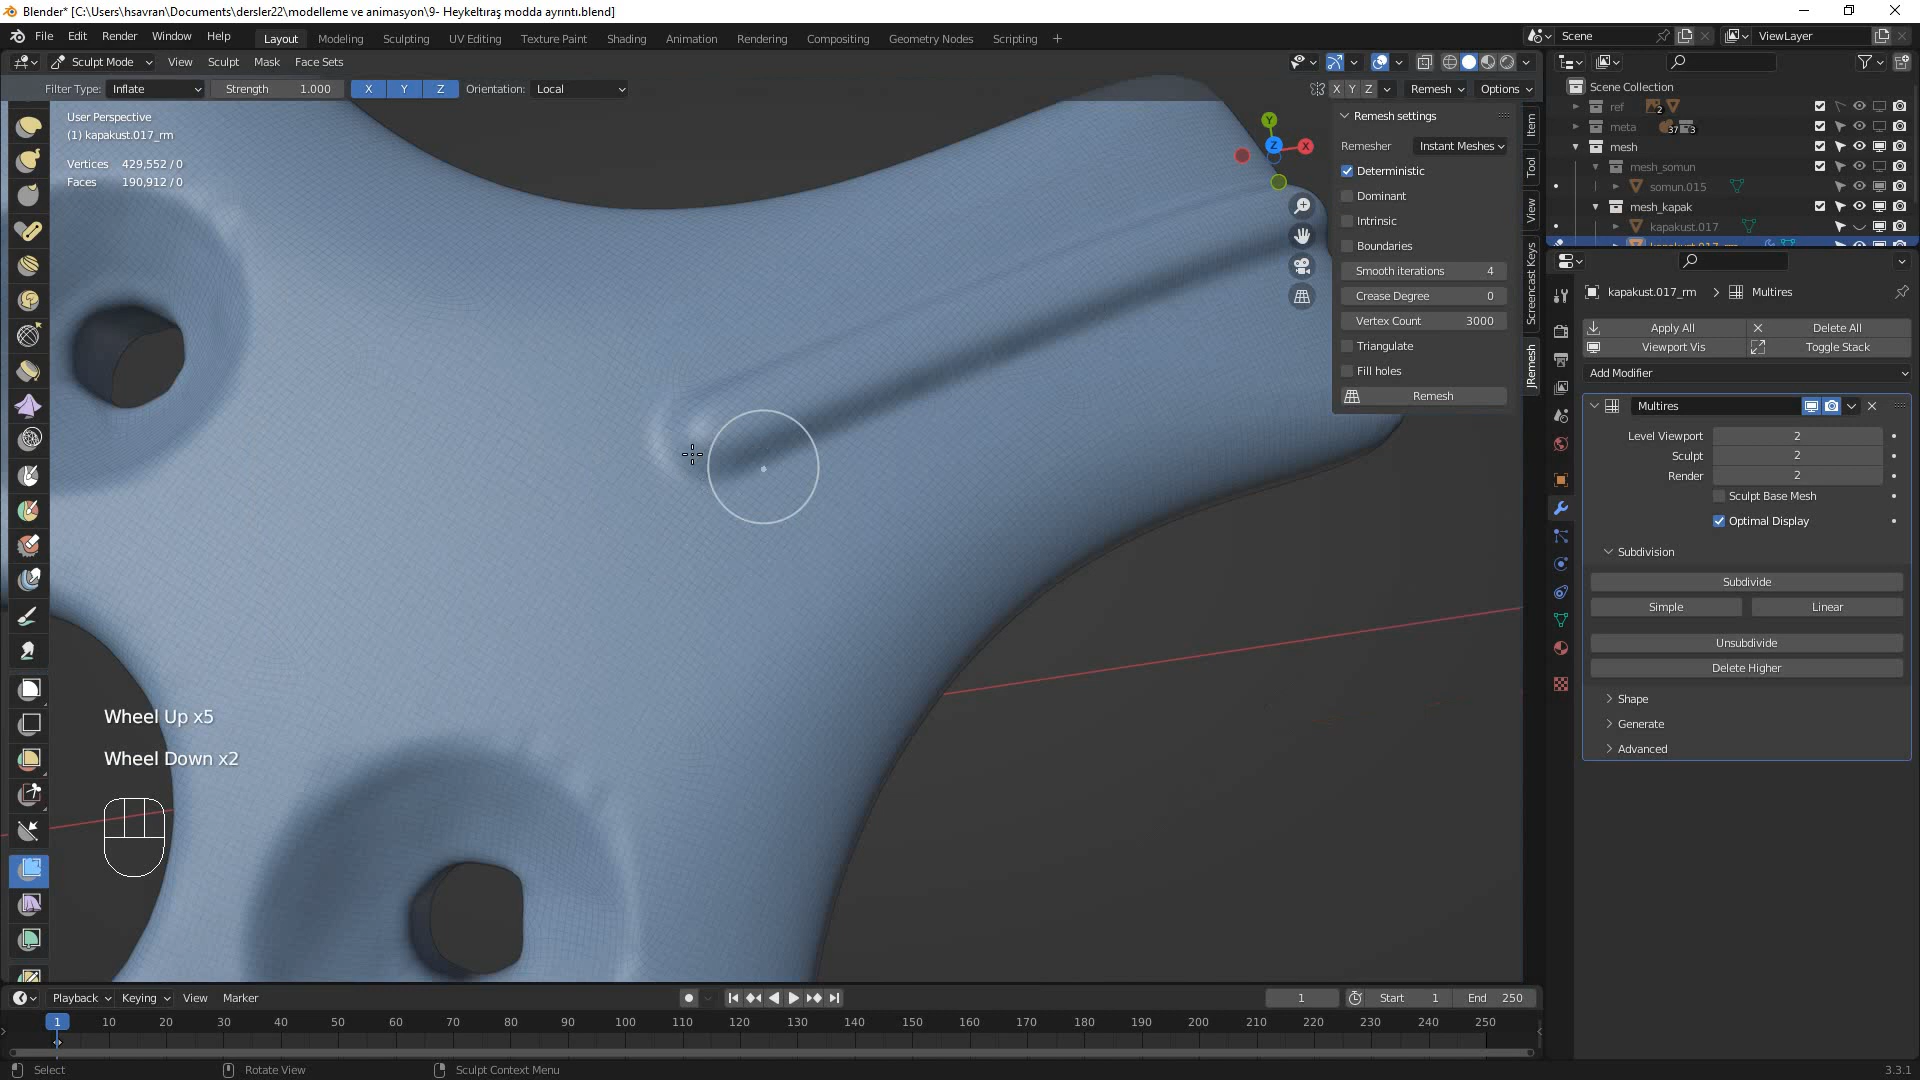 Blender* [C:\Users\hsavran\Documents\dersler22\modelleme ve animasyon\9- Heykeltıraş modda ayrıntı.blend]
File Edit Render Window Help Layout Modeling Sculpting UV Editing Texture Paint Shading Animation Rendering Compositing Geometry Nodes Scripting + Scene ViewLayer
Sculpt Mode View Sculpt Mask Face Sets
Filter Type: Inflate Strength 1.000 X Y Z Orientation: Local X Y Z Remesh Options
User Perspective
(1) kapakust.017_rm
Vertices 429,552 / 0
Faces 190,912 / 0
Y
Z
X
Remesh settings
Remesher Instant Meshes
Deterministic
Dominant
Intrinsic
Boundaries
Smooth iterations 4
Crease Degree 0
Vertex Count 3000
Triangulate
Fill holes
Remesh
Item
Tool
View
Screencast Keys
JRemesh
Scene Collection
ref 2
meta 37 3
mesh
mesh_somun
somun.015
mesh_kapak
kapakust.017
kapakust.017_rm
kapakust.017_rm > Multires
Apply All Delete All
Viewport Vis Toggle Stack
Add Modifier
Multires
Level Viewport 2
Sculpt 2
Render 2
Sculpt Base Mesh
Optimal Display
Subdivision
Subdivide
Simple Linear
Unsubdivide
Delete Higher
Shape
Generate
Advanced
Wheel Up x5
Wheel Down x2
Playback Keying View Marker 1 Start 1 End 250
1 10 20 30 40 50 60 70 80 90 100 110 120 130 140 150 160 170 180 190 200 210 220 230 240 250
Select Rotate View Sculpt Context Menu 3.3.1